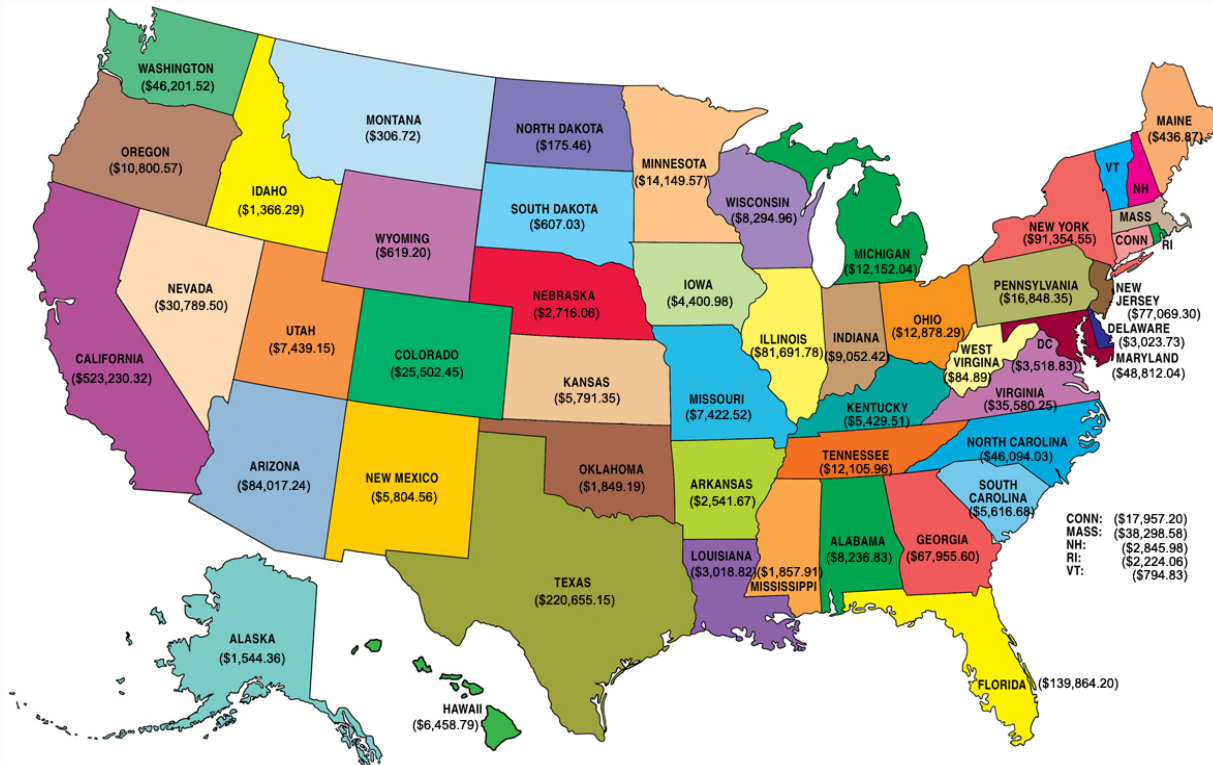 WASHINGTON
($46,201.52)
OREGON
($10,800.57)
CALIFORNIA
($523,230.32)
NEVADA
($30,789.50)
IDAHO
($1,366.29)
MONTANA
($306.72)
WYOMING
($619.20)
UTAH
($7,439.15)
COLORADO
($25,502.45)
ARIZONA
($84,017.24)
NEW MEXICO
($5,804.56)
NORTH DAKOTA
($175.46)
SOUTH DAKOTA
($607.03)
NEBRASKA
($2,716.06)
KANSAS
($5,791.35)
OKLAHOMA
($1,849.19)
TEXAS
($220,655.15)
MINNESOTA
($14,149.57)
IOWA
($4,400.98)
MISSOURI
($7,422.52)
ARKANSAS
($2,541.67)
LOUISIANA
($3,018.82)
WISCONSIN
($8,294.96)
ILLINOIS
($81,691.78)
MICHIGAN
($12,152.04)
INDIANA
($9,052.42)
OHIO
($12,878.29)
KENTUCKY
($5,429.51)
TENNESSEE
($12,105.96)
($1,857.91)
MISSISSIPPI
ALABAMA
($8,236.83)
GEORGIA
($67,955.60)
FLORIDA
($139,864.20)
SOUTH
CAROLINA
($5,616.68)
NORTH CAROLINA
($46,094.03)
VIRGINIA
($35,580.25)
WEST
VIRGINA
($84.89)
DC
($3,518.83)
MARYLAND
($48,812.04)
DELAWARE
($3,023.73)
NEW
JERSEY
($77,069.30)
PENNSYLVANIA
($16,848.35)
NEW YORK
($91,354.55)
CONN
RI
MASS
VT
NH
MAINE
($436.87)
CONN: ($17,957.20)
MASS: ($38,298.58)
NH: ($2,845.98)
RI: ($2,224.06)
VT: ($794.83)
ALASKA
($1,544.36)
HAWAII
($6,458.79)